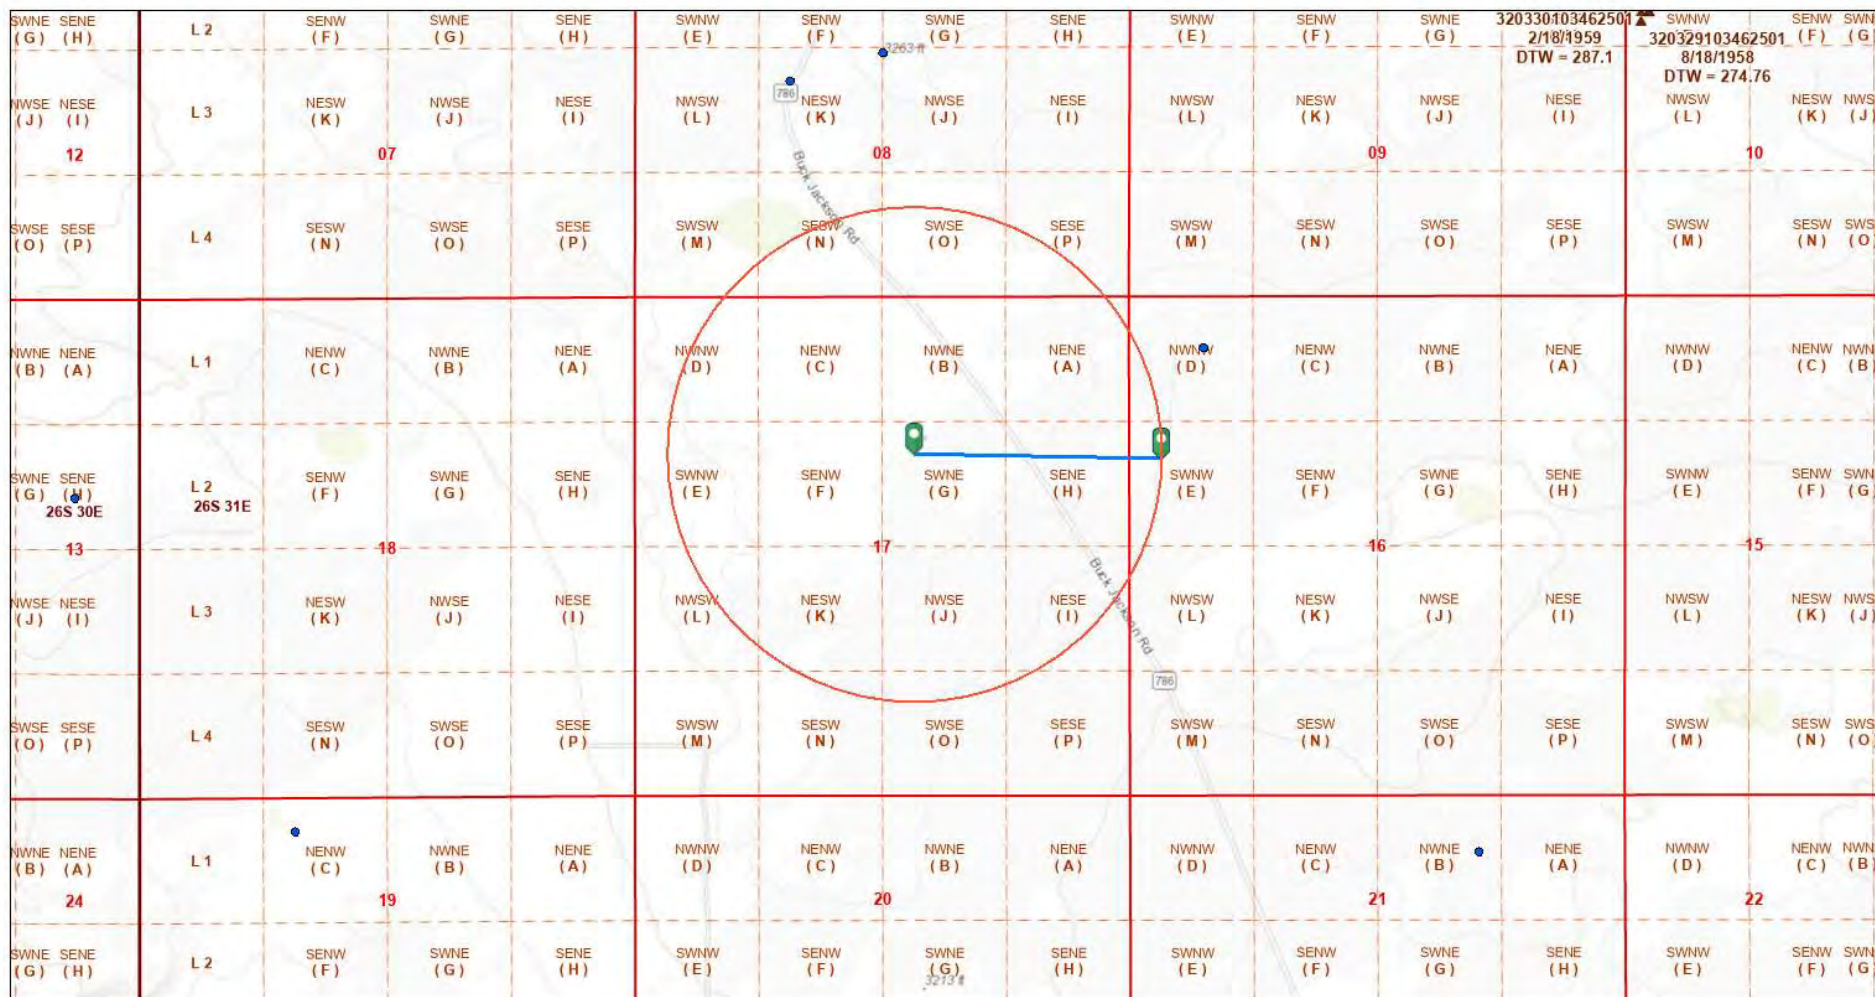 SWNE SENE SENW SWNE SENE SWNW SENW SWNE SENE SWNW SENW SWNE 320330103462501 SWNW SENW SWN
(G) (H) L 2 (F) (G) (H) (E) (F) (G) (H) (E) (F) (G) 2/18/1959 320329103462501 (F) (G
3263 ft DTW = 287.1 8/18/1958
DTW = 274.76
786
NWSE NESE NESW NWSE NESE NWSW NESW NWSE NESE NWSW NESW NWSE NESE NWSW NESW NWS
(J) (I) L 3 (K) (J) (I) (L) (K) (J) (I) (L) (K) (J) (I) (L) (K) (J
12 07 08 09 10
Buck Jackson Rd
SWSE SESE SESW SWSE SESE SWSW SESW SWSE SESE SWSW SESW SWSE SESE SWSW SESW SWS
(O) (P) L 4 (N) (O) (P) (M) (N) (O) (P) (M) (N) (O) (P) (M) (N) (O
NWNE NENE NENW NWNE NENE NWNW NENW NWNE NENE NWNW NENW NWNE NENE NWNW NENW NWN
(B) (A) L 1 (C) (B) (A) (D) (C) (B) (A) (D) (C) (B) (A) (D) (C) (B
SWNE SENE SENW SWNE SENE SWNW SENW SWNE SENE SWNW SENW SWNE SENE SWNW SENW SWN
(G) (H) L 2 (F) (G) (H) (E) (F) (G) (H) (E) (F) (G) (H) (E) (F) (G
26S 30E 26S 31E
13 18 17 16 15
Buck Jackson Rd
NWSE NESE NESW NWSE NESE NWSW NESW NWSE NESE NWSW NESW NWSE NESE NWSW NESW NWS
(J) (I) L 3 (K) (J) (I) (L) (K) (J) (I) (L) (K) (J) (I) (L) (K) (J
786
SWSE SESE SESW SWSE SESE SWSW SESW SWSE SESE SWSW SESW SWSE SESE SWSW SESW SWS
(O) (P) L 4 (N) (O) (P) (M) (N) (O) (P) (M) (N) (O) (P) (M) (N) (O
NWNE NENE NENW NWNE NENE NWNW NENW NWNE NENE NWNW NENW NWNE NENE NWNW NENW NWN
(B) (A) L 1 (C) (B) (A) (D) (C) (B) (A) (D) (C) (B) (A) (D) (C) (B
24 19 20 21 22
SWNE SENE SENW SWNE SENE SWNW SENW SWNE SENE SWNW SENW SWNE SENE SWNW SENW SWN
(G) (H) L 2 (F) (G) (H) (E) (F) (G) (H) (E) (F) (G) (H) (E) (F) (G
3213 ft